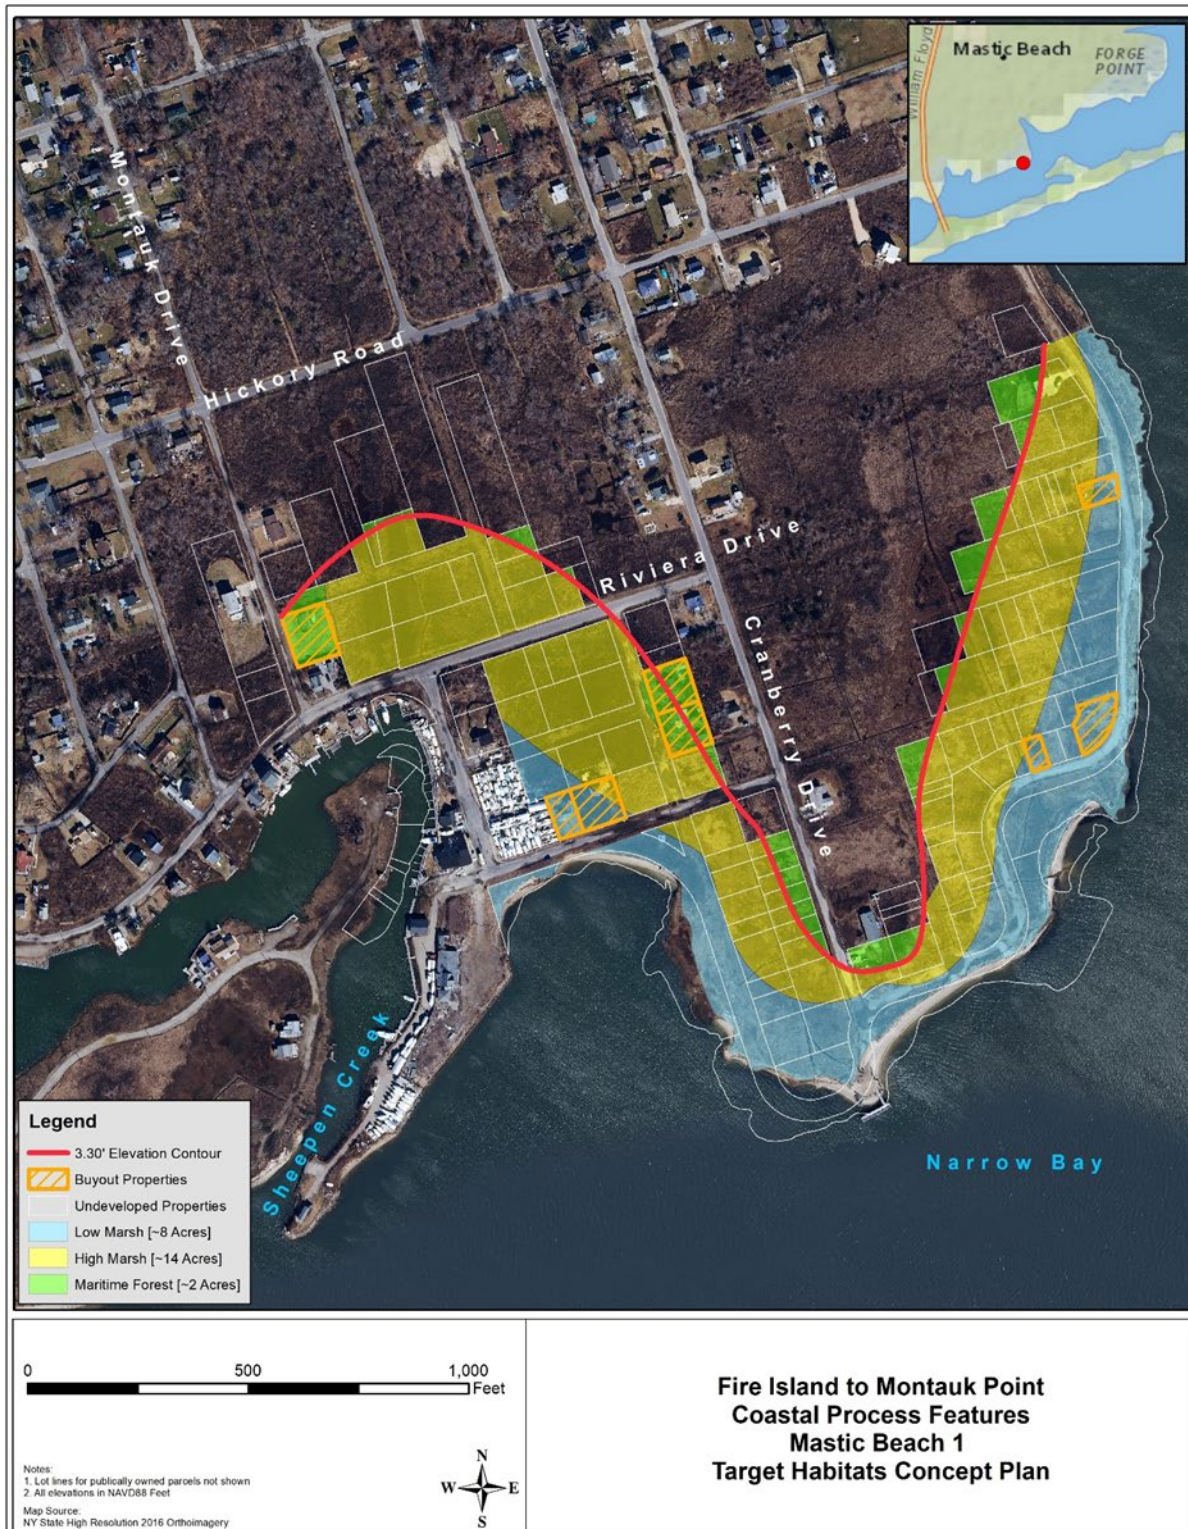 William Floyd
Mastic Beach
FORGE
POINT
Montauk Drive
Hickory Road
Riviera Drive
Cranberry Drive
Sheepen Creek
Narrow Bay
Legend
3.30' Elevation Contour
Buyout Properties
Undeveloped Properties
Low Marsh [~8 Acres]
High Marsh [~14 Acres]
Maritime Forest [~2 Acres]
0 500 1,000
Feet
Notes:
1. Lot lines for publically owned parcels not shown
2. All elevations in NAVD88 Feet
Map Source:
NY State High Resolution 2016 Orthoimagery
N
W E
S
Fire Island to Montauk Point
Coastal Process Features
Mastic Beach 1
Target Habitats Concept Plan